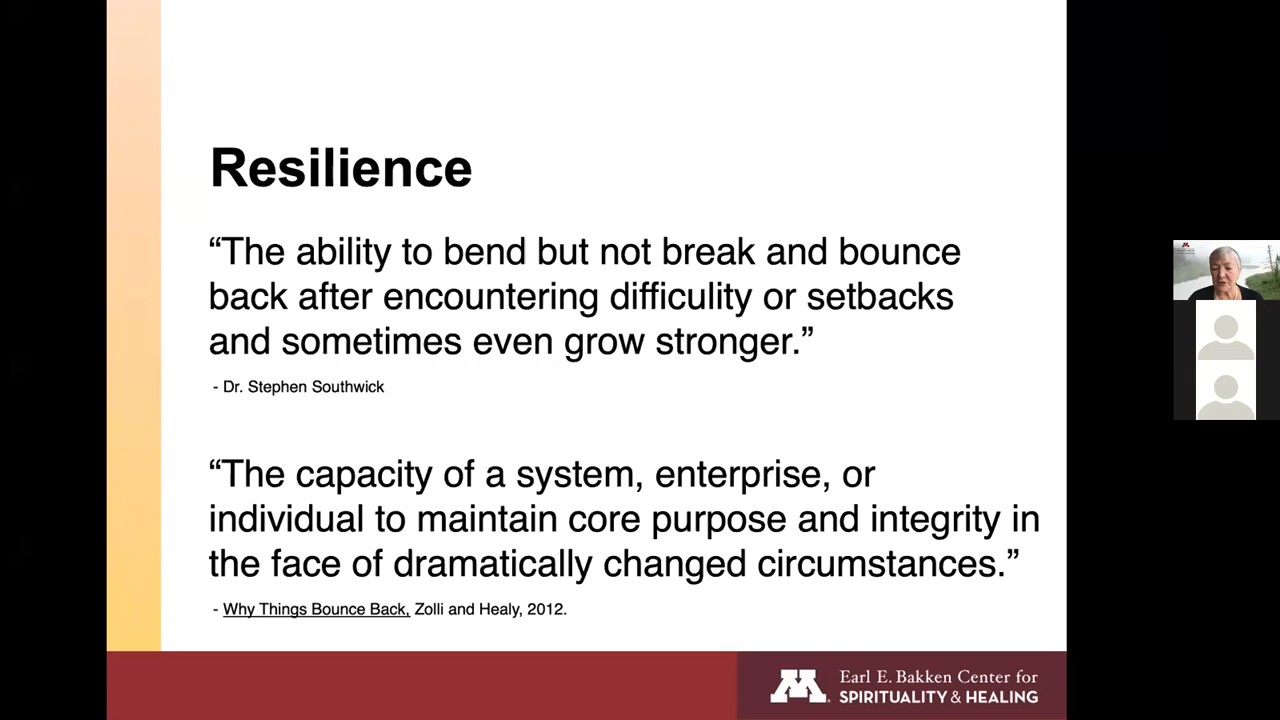 Resilience
“The ability to bend but not break and bounce
back after encountering difficulity or setbacks
and sometimes even grow stronger.”
- Dr. Stephen Southwick
“The capacity of a system, enterprise, or
individual to maintain core purpose and integrity in
the face of dramatically changed circumstances.”
- Why Things Bounce Back, Zolli and Healy, 2012.
M
Earl E. Bakken Center for
SPIRITUALITY & HEALING